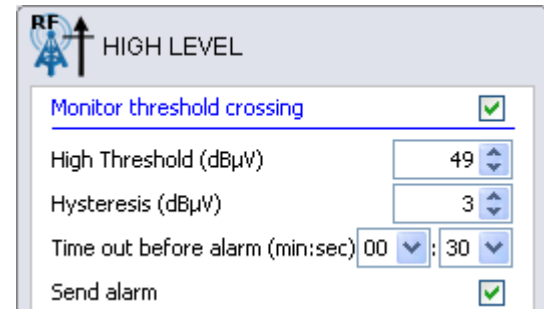 RF
HIGH LEVEL
Monitor threshold crossing
High Threshold (dBµV) 49
Hysteresis (dBµV) 3
Time out before alarm (min:sec) 00 : 30
Send alarm